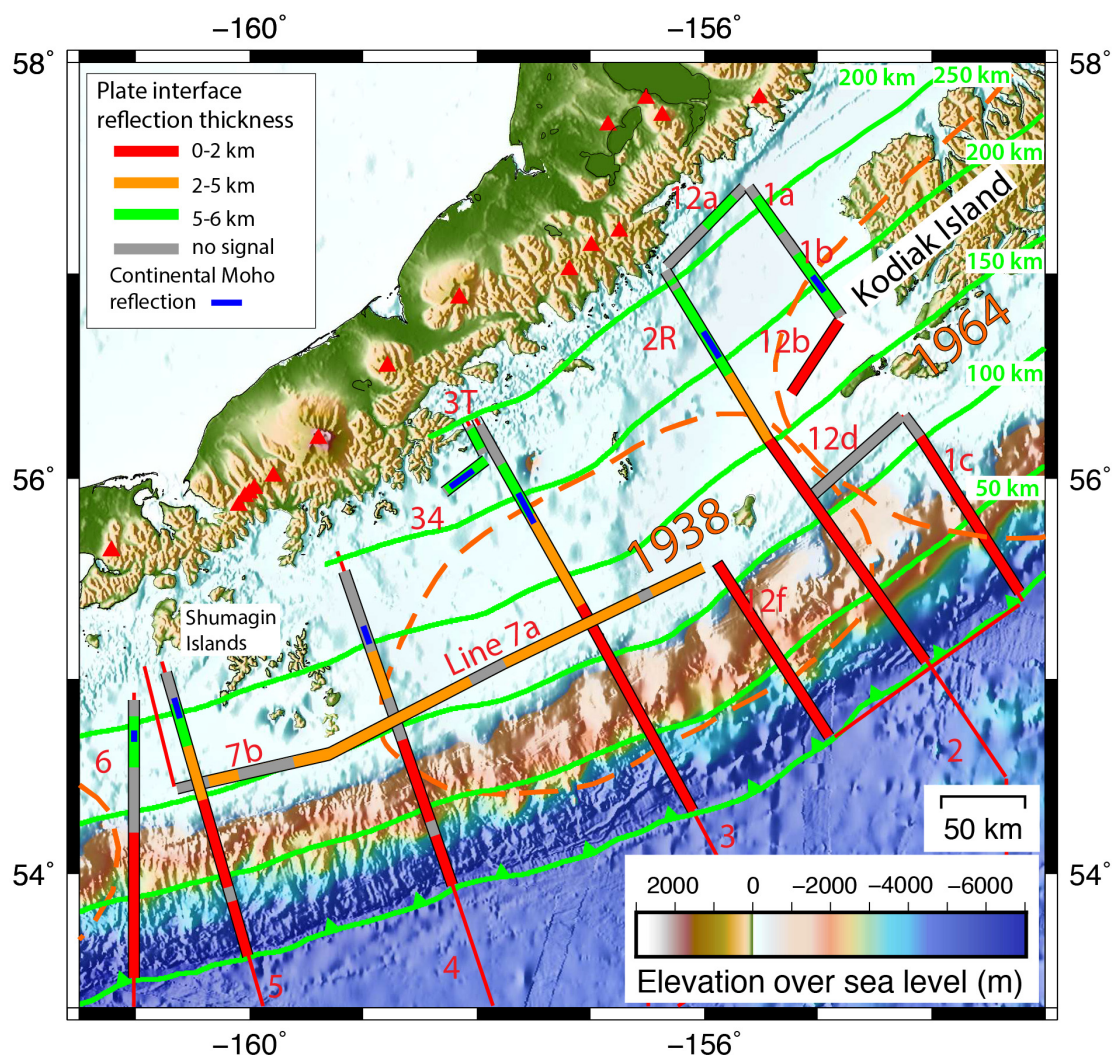 −160° −156°
58° 58°
200 km 250 km
Plate interface
reflection thickness
0-2 km
2-5 km
5-6 km
no signal
Continental Moho
reflection
200 km
12a 1a
1b
Kodiak Island
150 km
2R
12b
1964
100 km
3T
12d
1c
56° 56°
50 km
34
1938
12f
Shumagin
Islands
Line 7a
6
7b
2
50 km
3
54° 54°
2000 0 −2000 −4000 −6000
4
5
Elevation over sea level (m)
−160° −156°